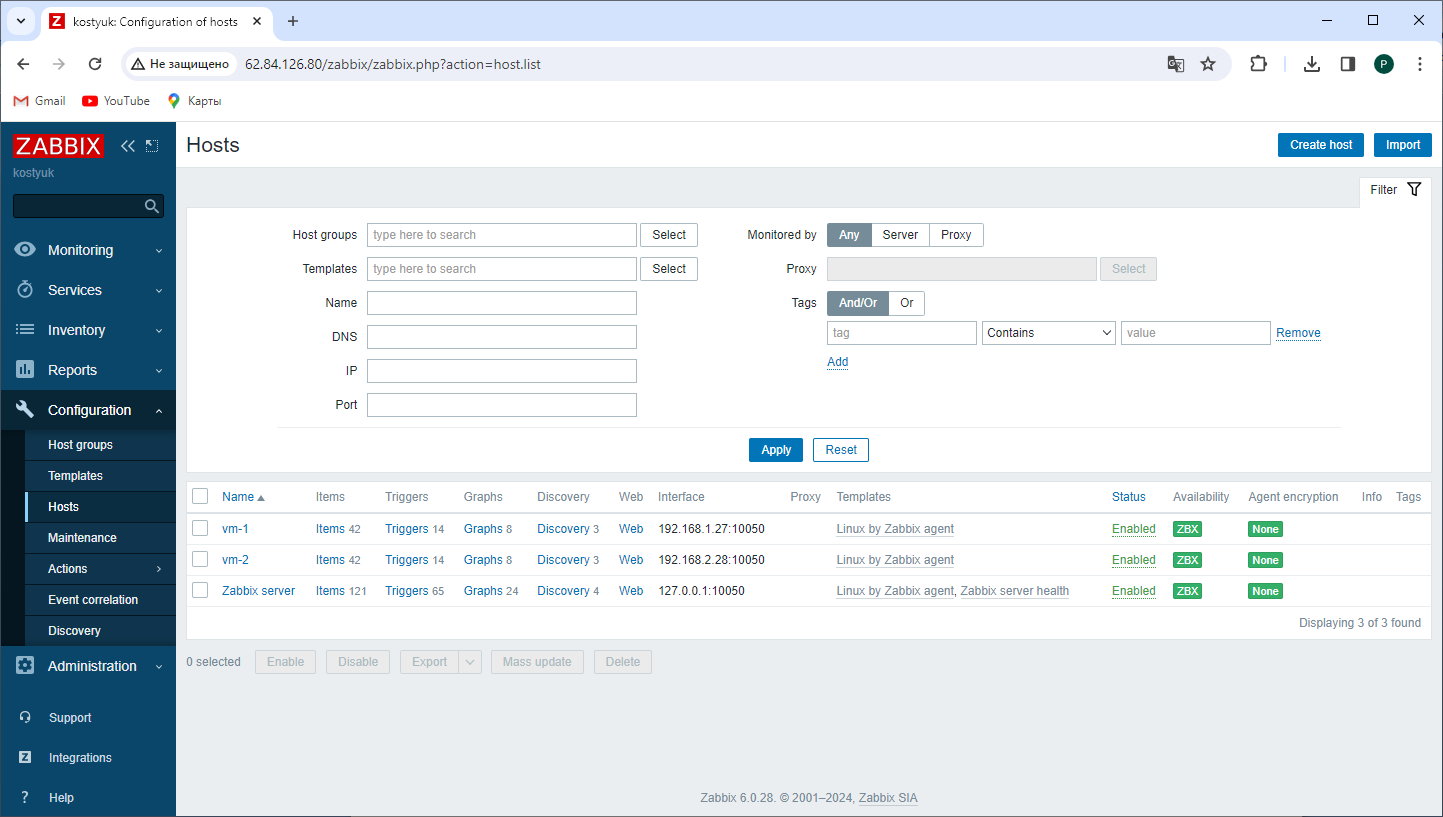 kostyuk: Configuration of hosts
Не защищено 62.84.126.80/zabbix/zabbix.php?action=host.list P
Gmail YouTube Карты
ZABBIX
kostyuk
Monitoring
Services
Inventory
Reports
Configuration
Host groups
Templates
Hosts
Maintenance
Actions
Event correlation
Discovery
Administration
Support
Integrations
Help
Hosts Create host Import
Filter
Host groups type here to search Select
Templates type here to search Select
Name
DNS
IP
Port
Monitored by Any Server Proxy
Proxy Select
Tags And/Or Or
tag Contains value Remove
Add
Apply Reset
Name Items Triggers Graphs Discovery Web Interface Proxy Templates Status Availability Agent encryption Info Tags
vm-1 Items 42 Triggers 14 Graphs 8 Discovery 3 Web 192.168.1.27:10050 Linux by Zabbix agent Enabled ZBX None
vm-2 Items 42 Triggers 14 Graphs 8 Discovery 3 Web 192.168.2.28:10050 Linux by Zabbix agent Enabled ZBX None
Zabbix server Items 121 Triggers 65 Graphs 24 Discovery 4 Web 127.0.0.1:10050 Linux by Zabbix agent, Zabbix server health Enabled ZBX None
Displaying 3 of 3 found
0 selected Enable Disable Export Mass update Delete
Zabbix 6.0.28. © 2001–2024, Zabbix SIA